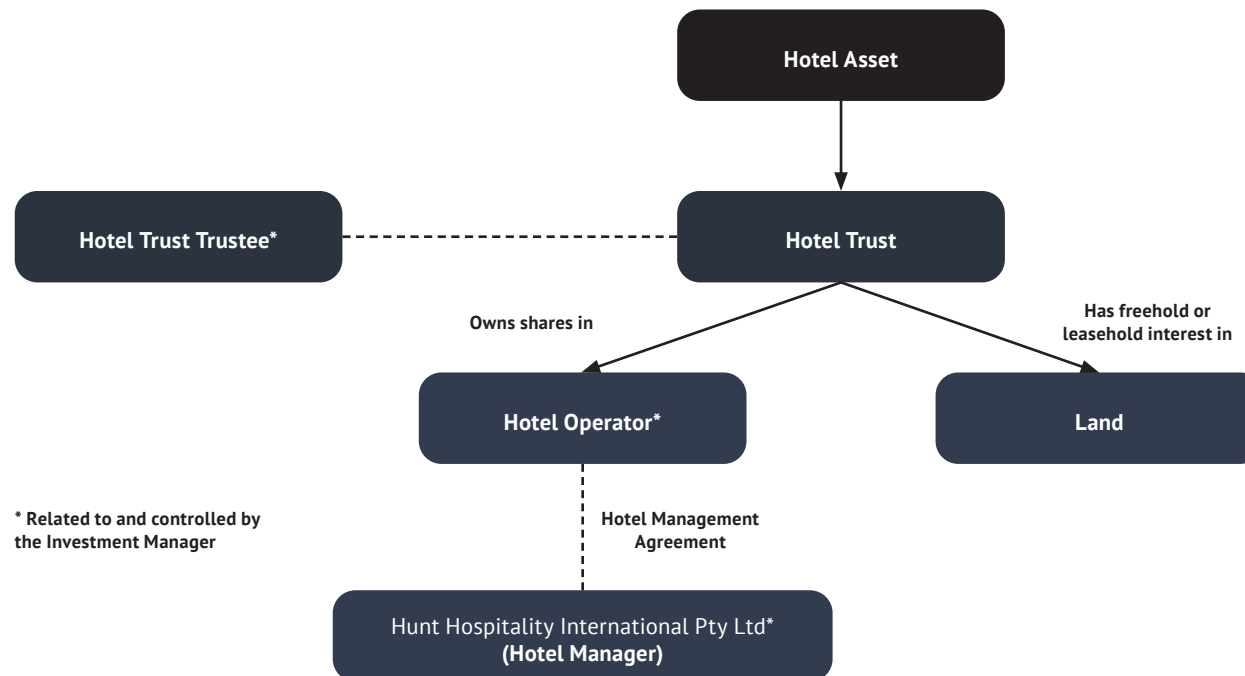 Hotel Asset
Hotel Trust Trustee*
Hotel Trust
Owns shares in
Has freehold or
leasehold interest in
Hotel Operator*
Land
* Related to and controlled by
the Investment Manager
Hotel Management
Agreement
Hunt Hospitality International Pty Ltd*
(Hotel Manager)